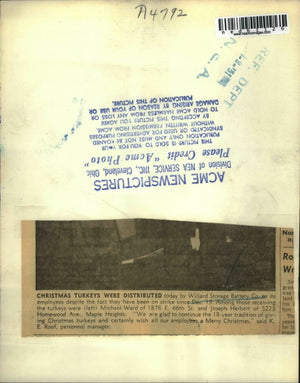 A4792
REF. DEPT.
N. E. A.
ACME NEWSPICTURES
Division of NEA SERVICE, INC., Cleveland, Ohio
Please Credit "Acme Photo"
THIS PICTURE IS SOLD TO YOU FOR YOUR
PUBLICATION ONLY AND MUST NOT BE LOANED
SYNDICATED OR USED FOR ADVERTISING PURPOSES
WITHOUT WRITTEN PERMISSION FROM ACME
BY ACCEPTING THIS PICTURE YOU AGREE
TO HOLD ACME HARMLESS FROM ANY LOSS OR
DAMAGE ARISING BY REASON OF YOUR USE OR
PUBLICATION OF THIS PICTURE.
CHRISTMAS TURKEYS WERE DISTRIBUTED today by Willard Storage Battery Co. to its
employees despite the fact they have been on strike since Dec. 13. Among those receiving
the turkeys were (left) Michael Ward of 1878 E. 66th St. and Joseph Herbert of 5223
Homewood Ave., Maple Heights. "We are glad to continue the 18-year tradition of giv-
ing Christmas turkeys and certainly wish all our employees a Merry Christmas," said K.
E. Roof, personnel manager.